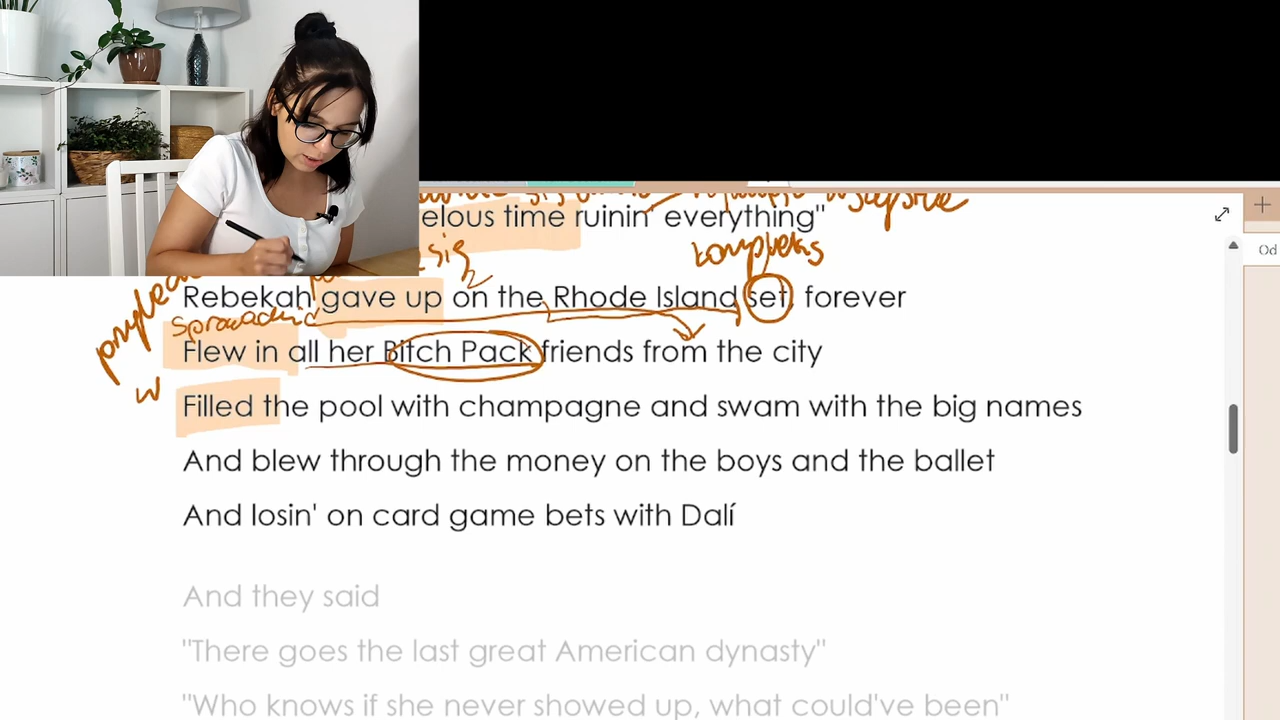 elous time ruinin' everything"
się kompleks
Rebekah gave up on the Rhode Island set, forever
Od
sprowadzić
Flew in all her Bitch Pack friends from the city
w
Filled the pool with champagne and swam with the big names
And blew through the money on the boys and the ballet
And losin' on card game bets with Dalí
And they said
"There goes the last great American dynasty"
"Who knows if she never showed up, what could've been"